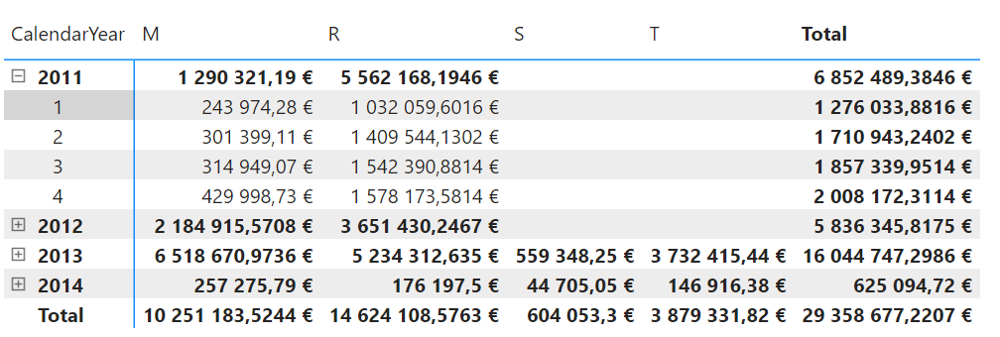 CalendarYear M R S T Total
2011 1 290 321,19 € 5 562 168,1946 € 6 852 489,3846 €
1 243 974,28 € 1 032 059,6016 € 1 276 033,8816 €
2 301 399,11 € 1 409 544,1302 € 1 710 943,2402 €
3 314 949,07 € 1 542 390,8814 € 1 857 339,9514 €
4 429 998,73 € 1 578 173,5814 € 2 008 172,3114 €
2012 2 184 915,5708 € 3 651 430,2467 € 5 836 345,8175 €
2013 6 518 670,9736 € 5 234 312,635 € 559 348,25 € 3 732 415,44 € 16 044 747,2986 €
2014 257 275,79 € 176 197,5 € 44 705,05 € 146 916,38 € 625 094,72 €
Total 10 251 183,5244 € 14 624 108,5763 € 604 053,3 € 3 879 331,82 € 29 358 677,2207 €